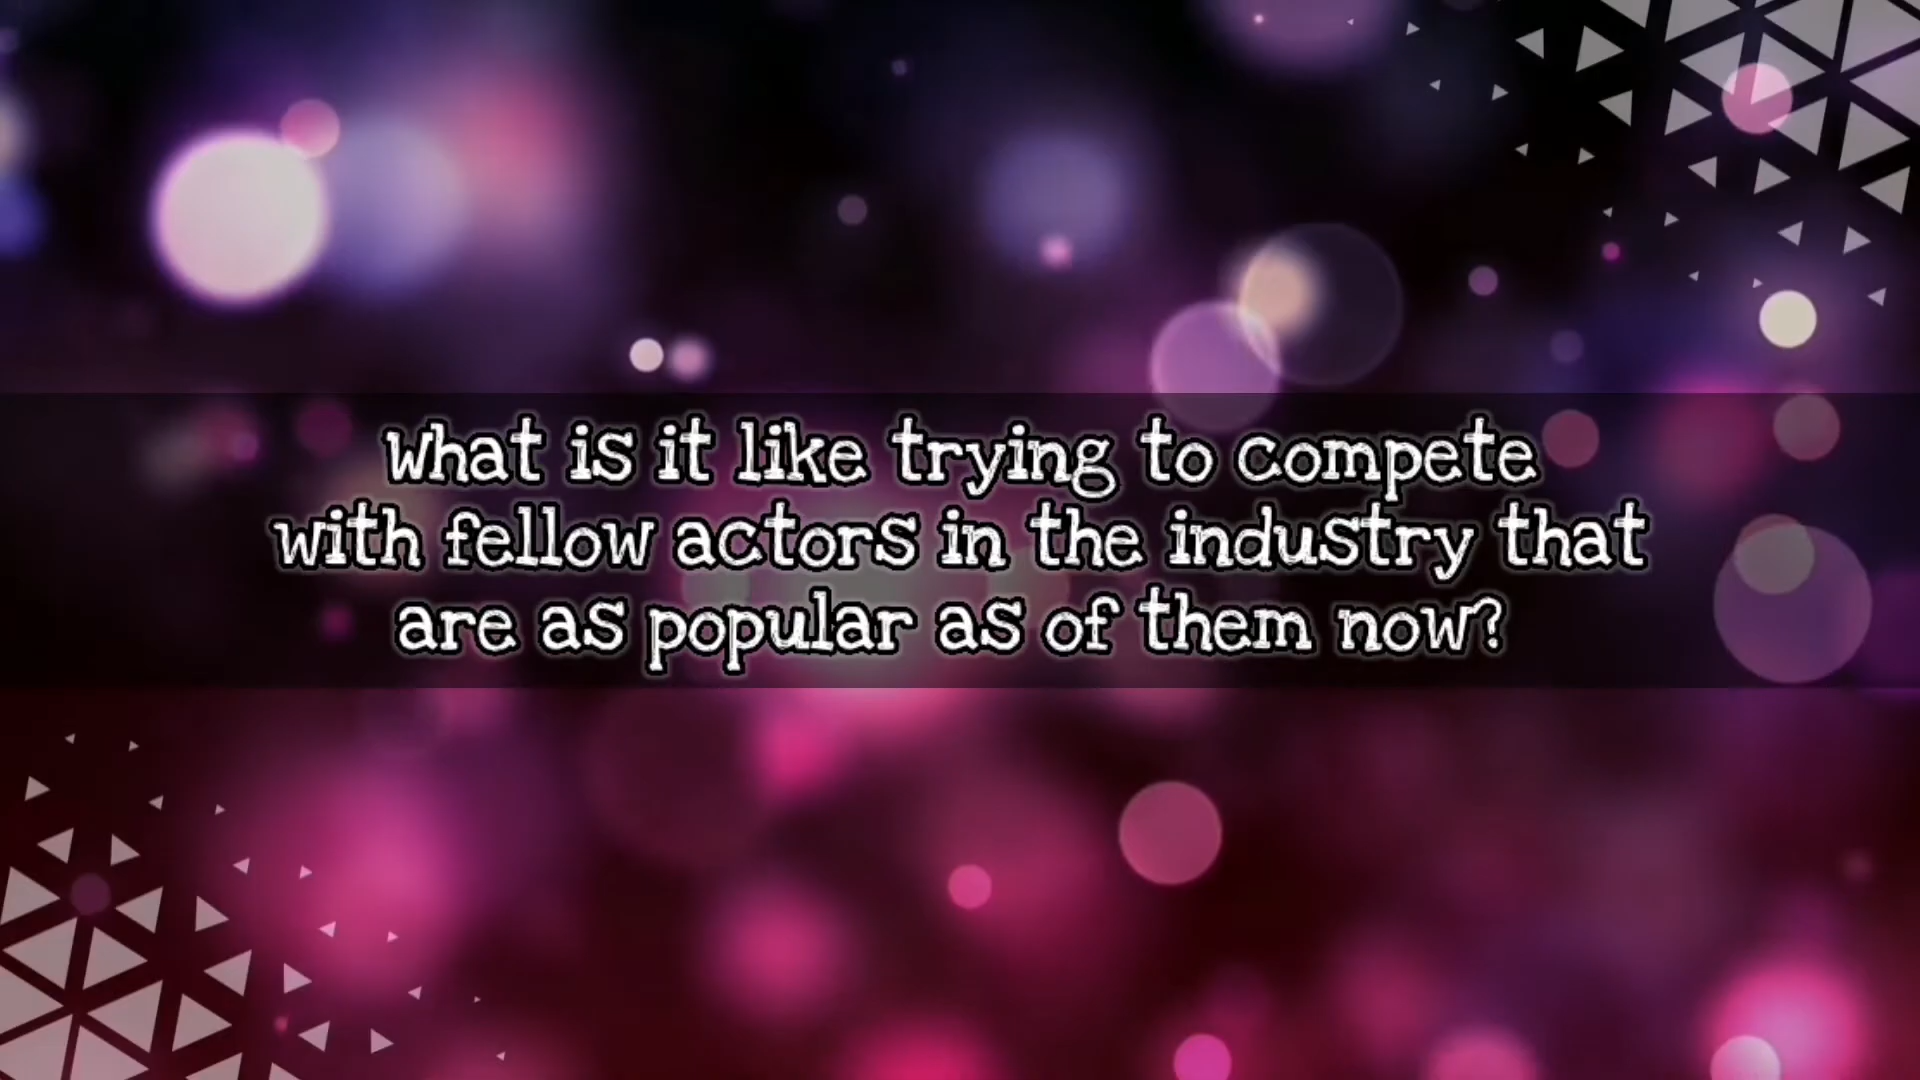 What is it like trying to compete
with fellow actors in the industry that
are as popular as of them now?